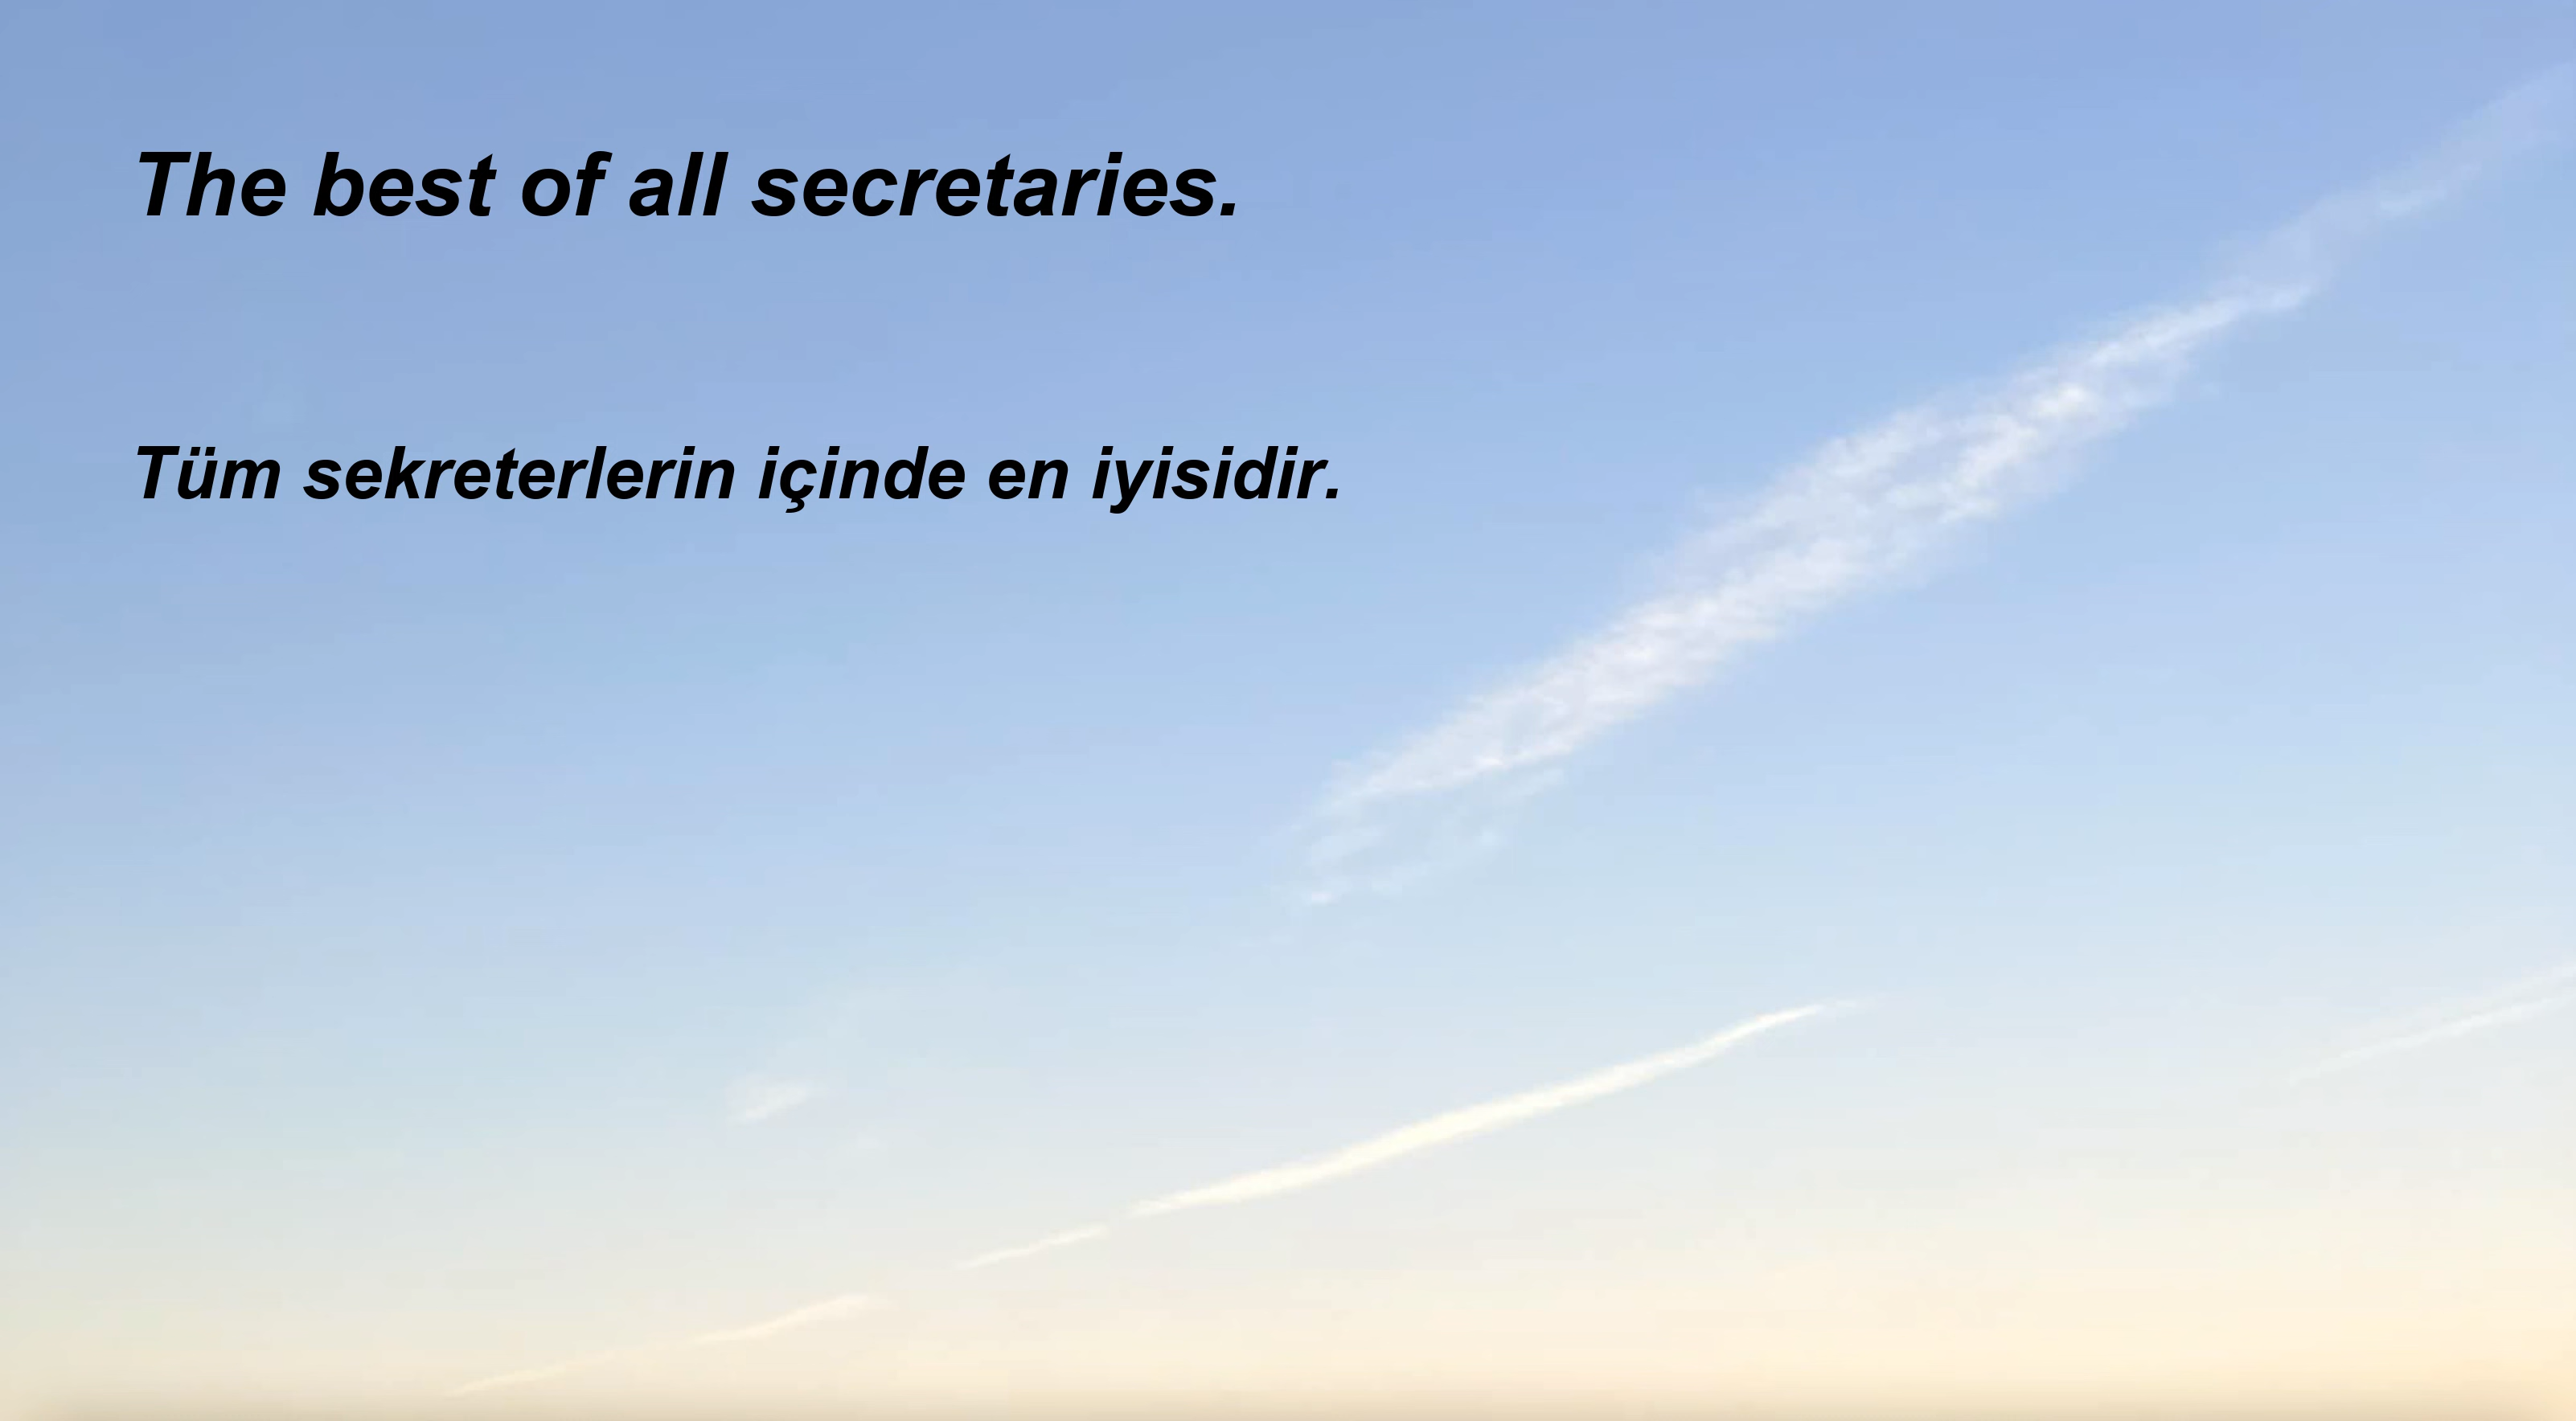 The best of all secretaries.
Tüm sekreterlerin içinde en iyisidir.